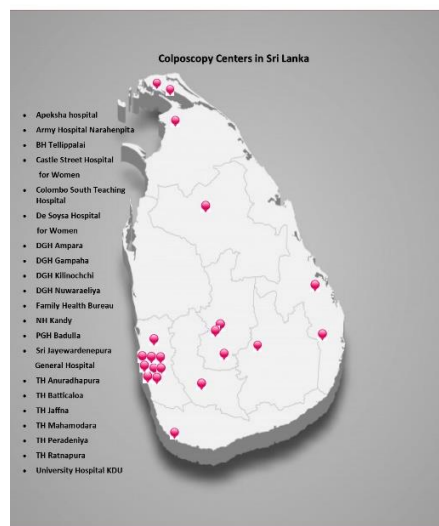 Colposcopy Centers in Sri Lanka
• Apeksha hospital
• Army Hospital Narahenpita
• BH Tellippalai
• Castle Street Hospital
for Women
• Colombo South Teaching
Hospital
• De Soysa Hospital
for Women
• DGH Ampara
• DGH Gampaha
• DGH Kilinochchi
• DGH Nuwaraeliya
• Family Health Bureau
• NH Kandy
• PGH Badulla
• Sri Jayewardenepura
General Hospital
• TH Anuradhapura
• TH Batticaloa
• TH Jaffna
• TH Mahamodara
• TH Peradeniya
• TH Ratnapura
• University Hospital KDU